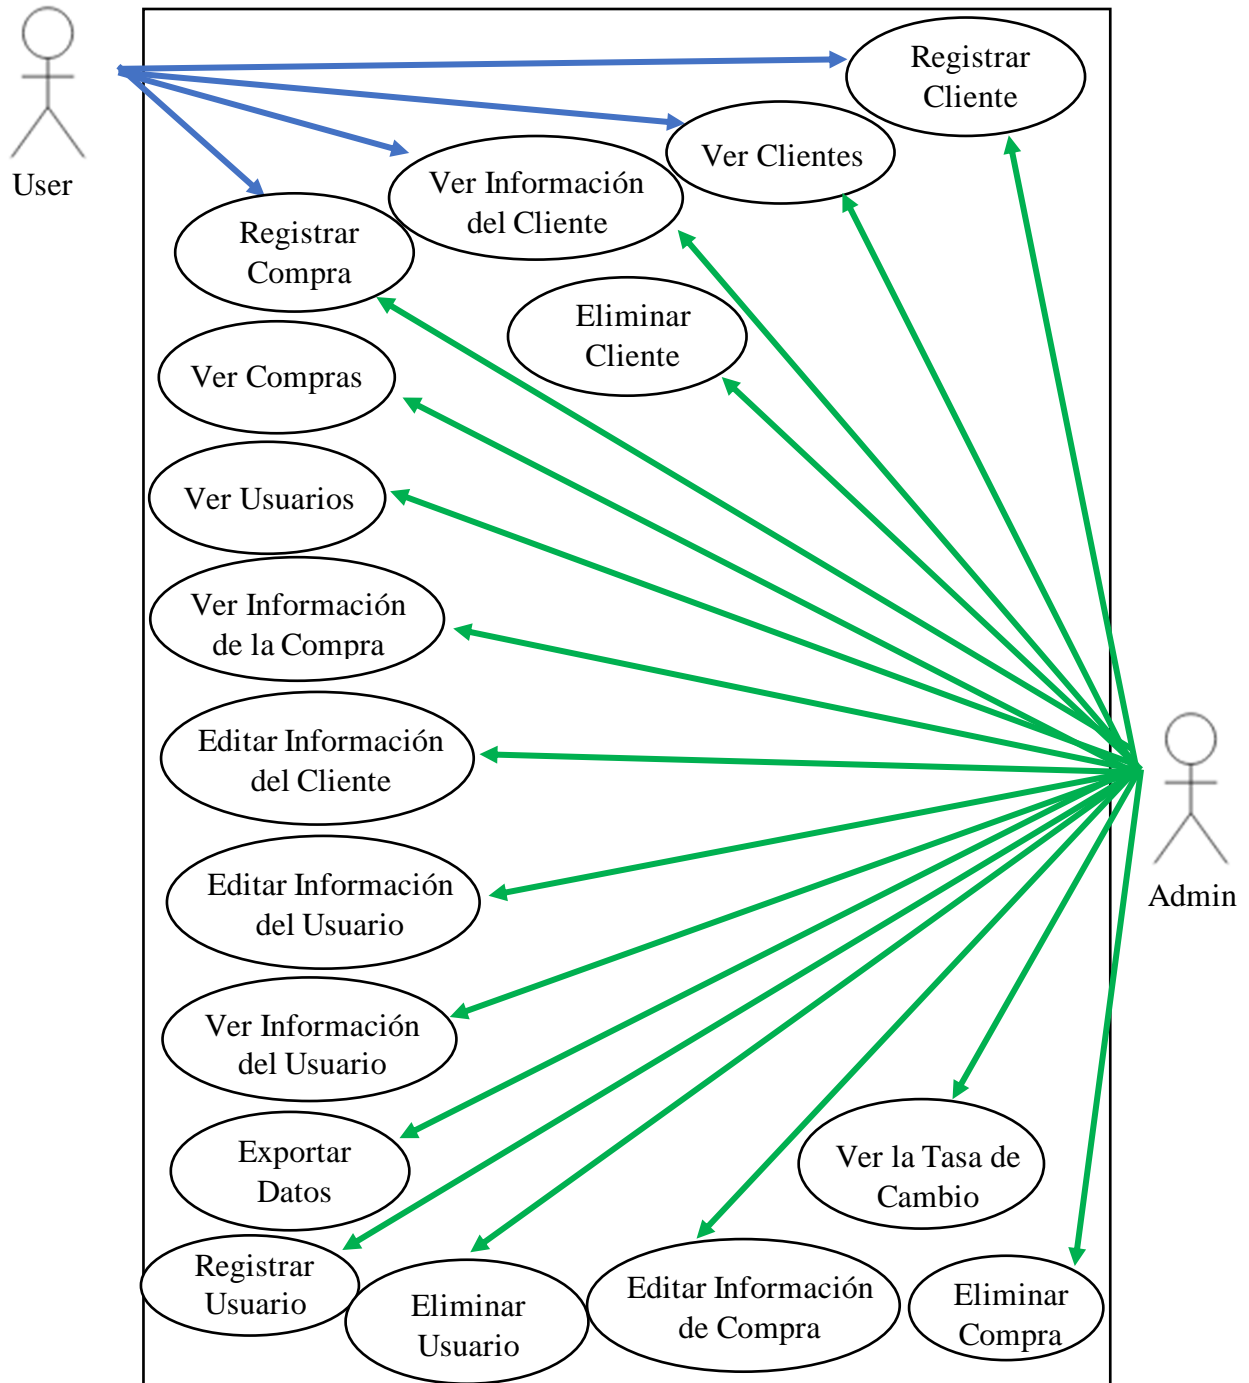 Registrar
Cliente
Ver Clientes
User
Ver Información
del Cliente
Registrar
Compra
Eliminar
Cliente
Ver Compras
Ver Usuarios
Ver Información
de la Compra
Editar Información
del Cliente
Editar Información
del Usuario
Admin
Ver Información
del Usuario
Exportar
Datos
Ver la Tasa de
Cambio
Registrar
Usuario
Eliminar
Usuario
Editar Información
de Compra
Eliminar
Compra